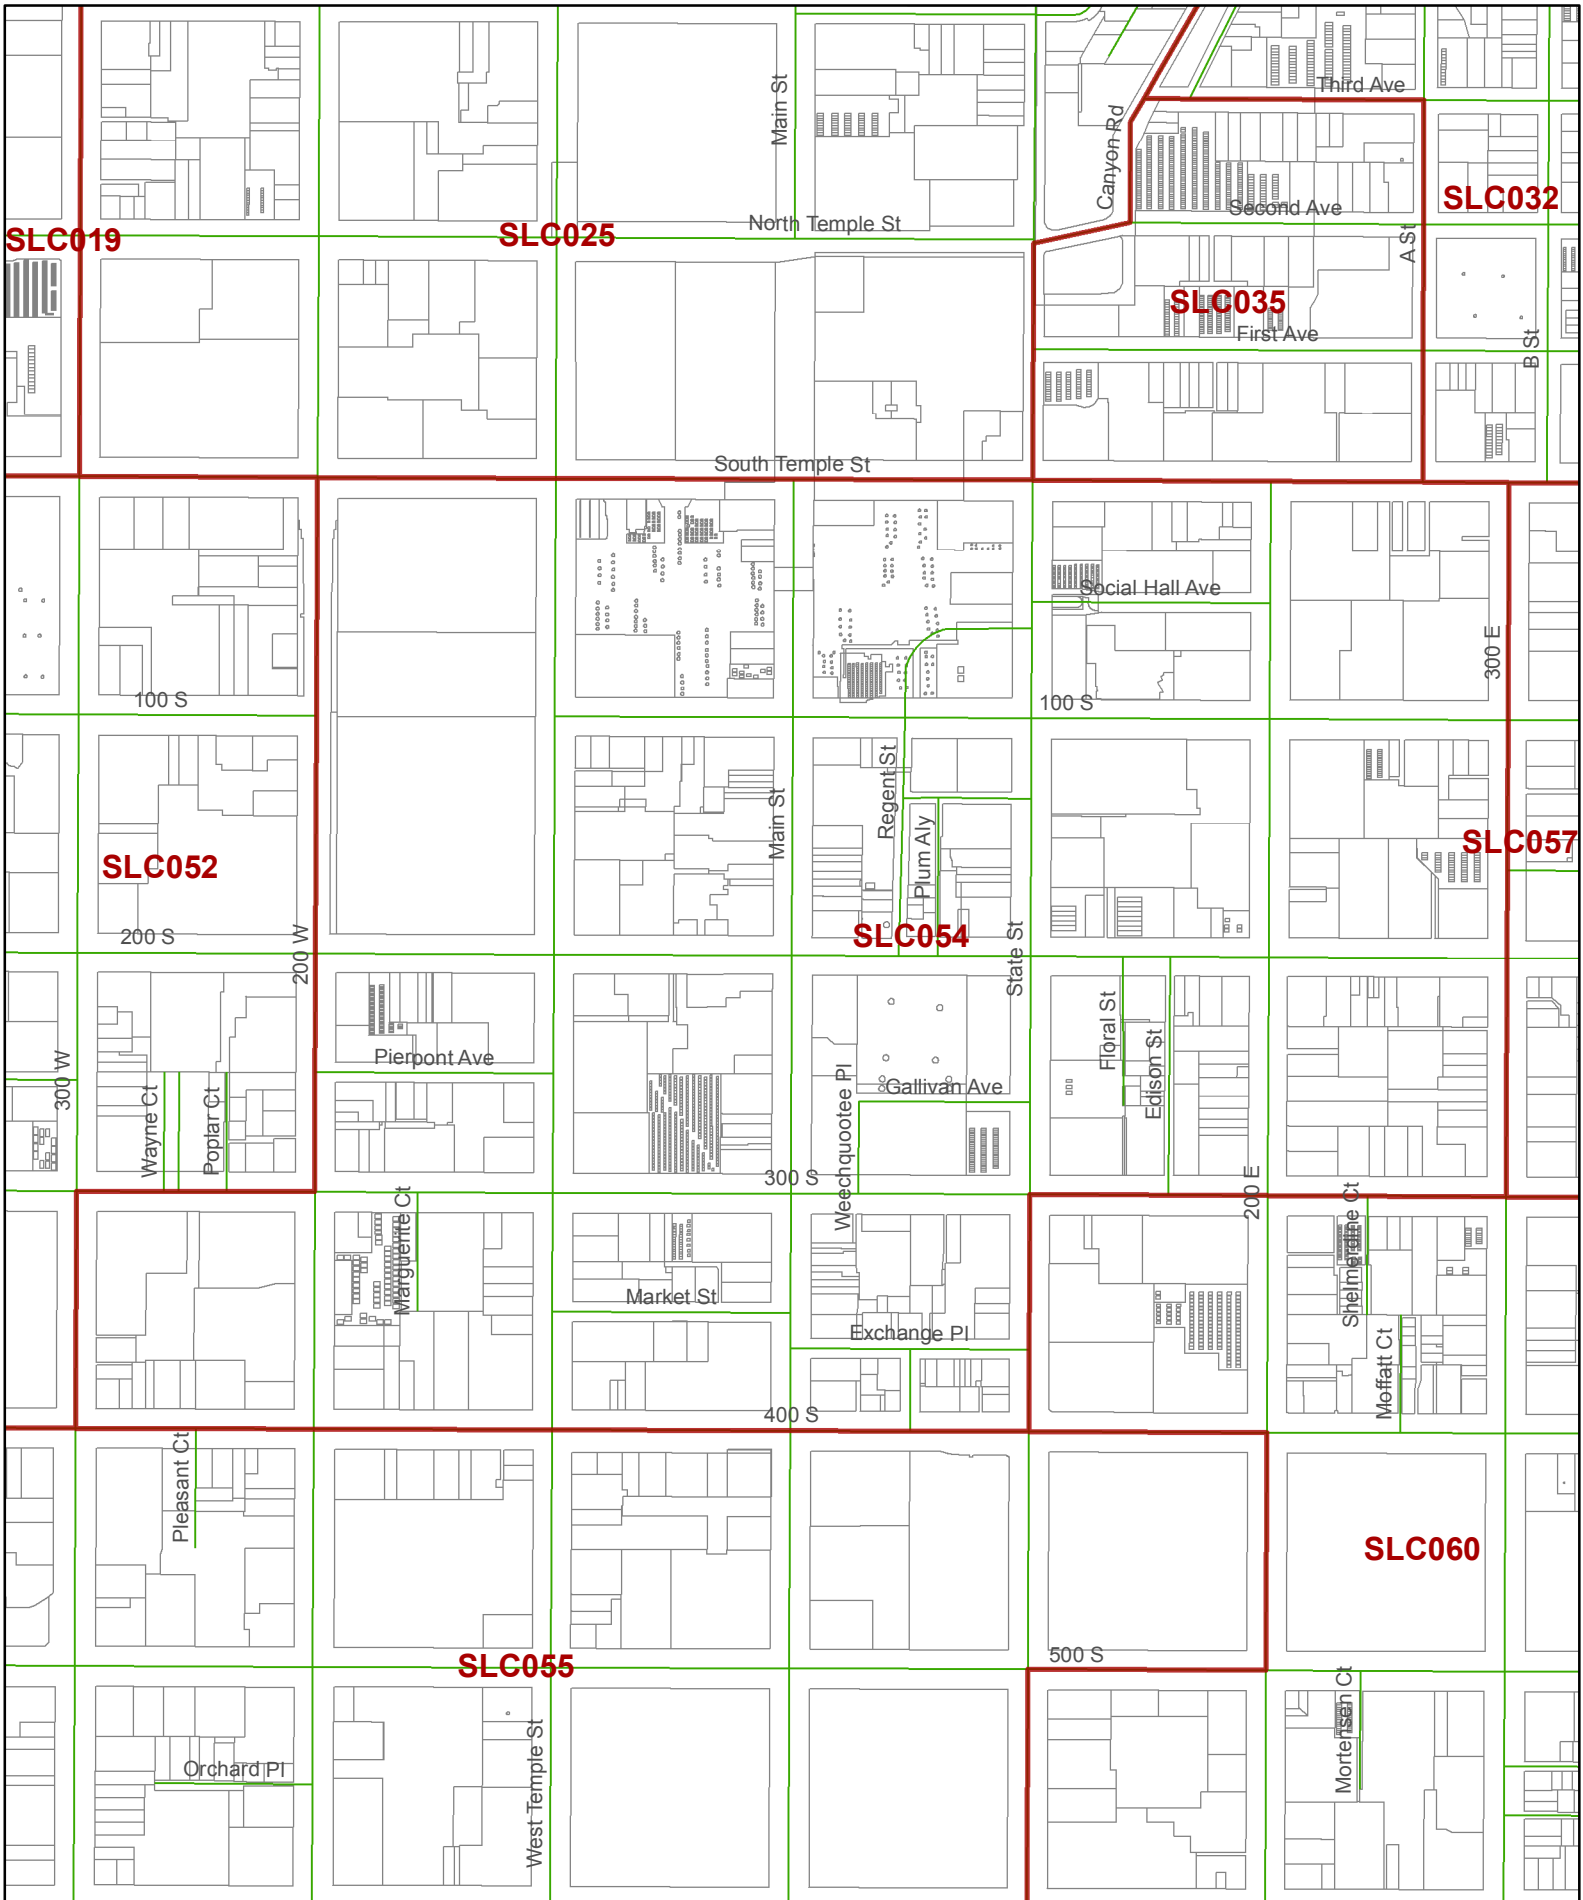 Third Ave
Main St
Canyon Rd
SLC032
Second Ave
North Temple St
SLC019
SLC025
A St
SLC035
First Ave
B St
South Temple St
Social Hall Ave
300 E
100 S
100 S
Main St
Regent St
Plum Aly
SLC057
SLC052
200 S
200 W
SLC054
State St
Floral St
Edison St
Pierpont Ave
300 W
Wayne Ct
Poplar Ct
Weechquootee Pl
Gallivan Ave
300 S
200 E
Marguerite Ct
Shelmerdine Ct
Market St
Exchange Pl
Moffatt Ct
400 S
Pleasant Ct
SLC060
500 S
SLC055
Mortensen Ct
West Temple St
Orchard Pl